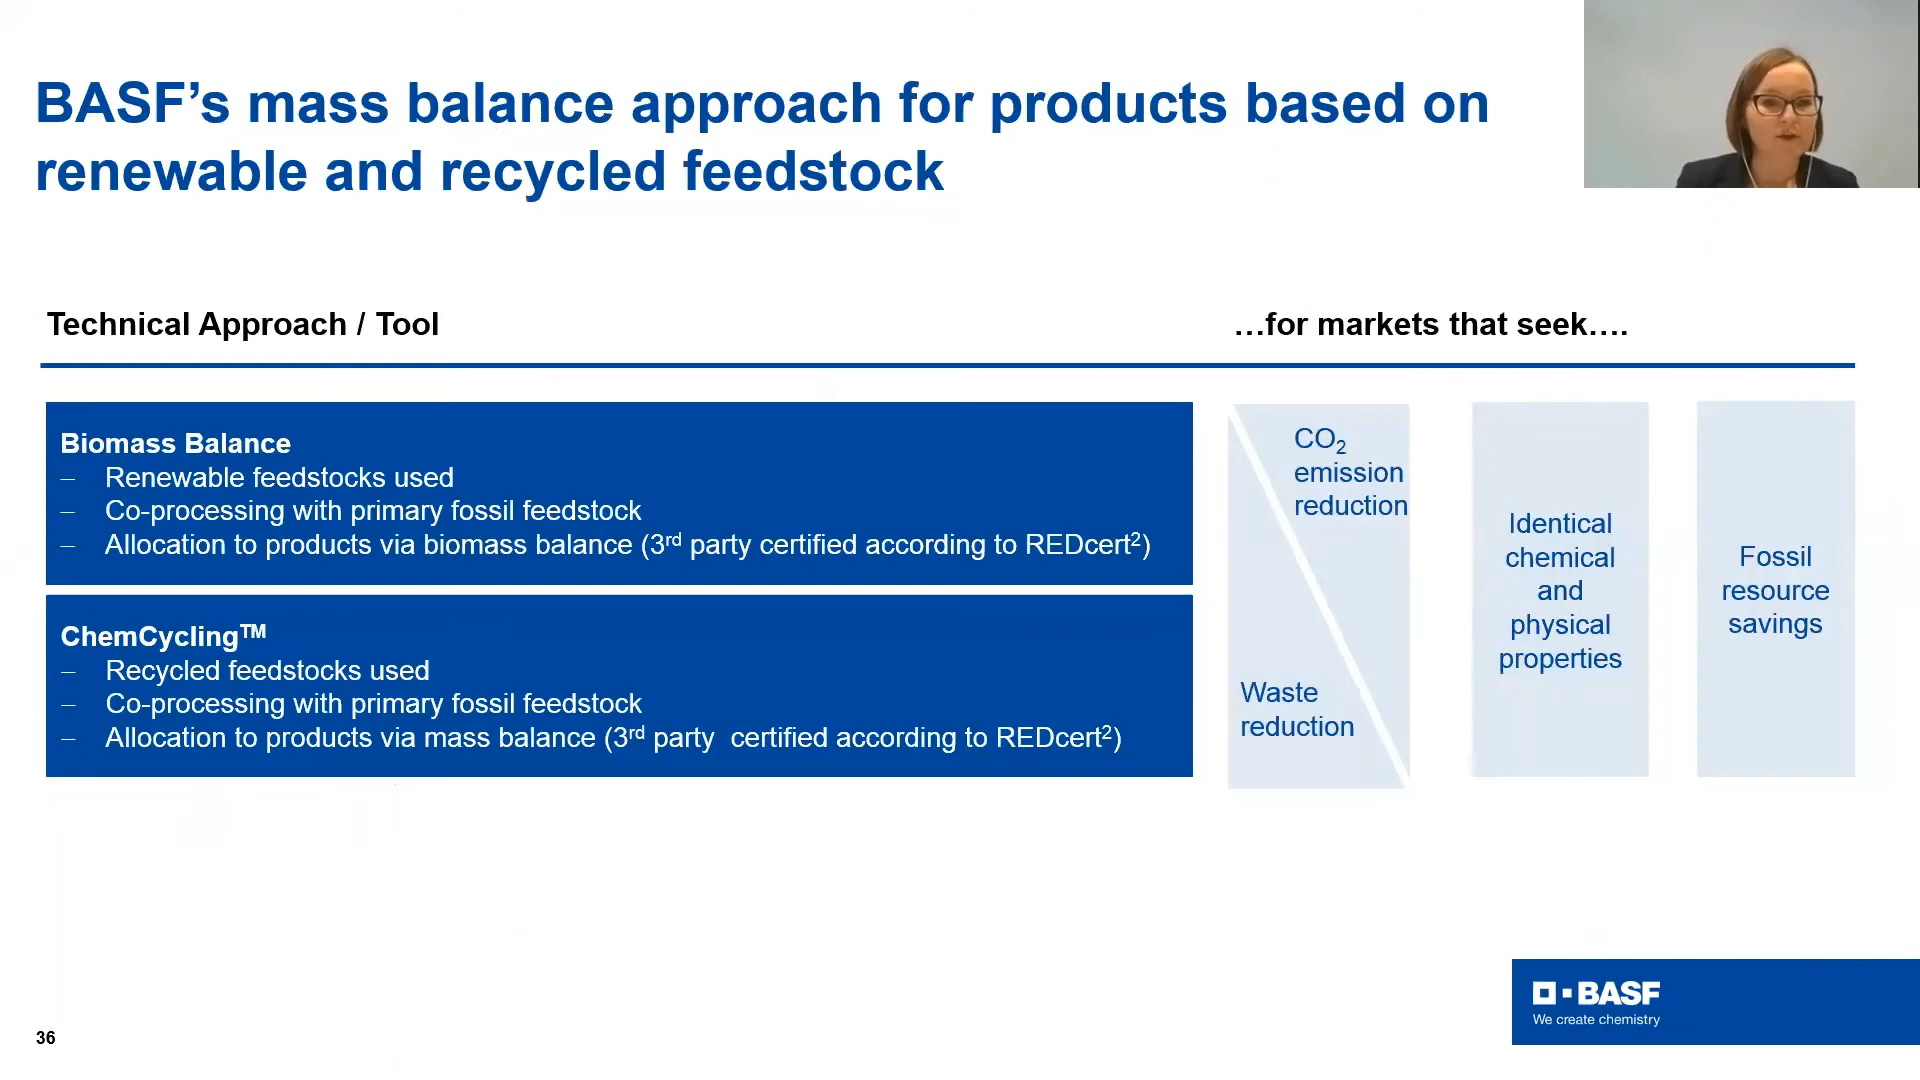 BASF’s mass balance approach for products based on
renewable and recycled feedstock
Technical Approach / Tool
…for markets that seek….
Biomass Balance
– Renewable feedstocks used
– Co-processing with primary fossil feedstock
– Allocation to products via biomass balance (3rd party certified according to REDcert²)
ChemCycling™
– Recycled feedstocks used
– Co-processing with primary fossil feedstock
– Allocation to products via mass balance (3rd party  certified according to REDcert²)
CO₂
emission
reduction
Waste
reduction
Identical
chemical
and
physical
properties
Fossil
resource
savings
BASF
We create chemistry
36